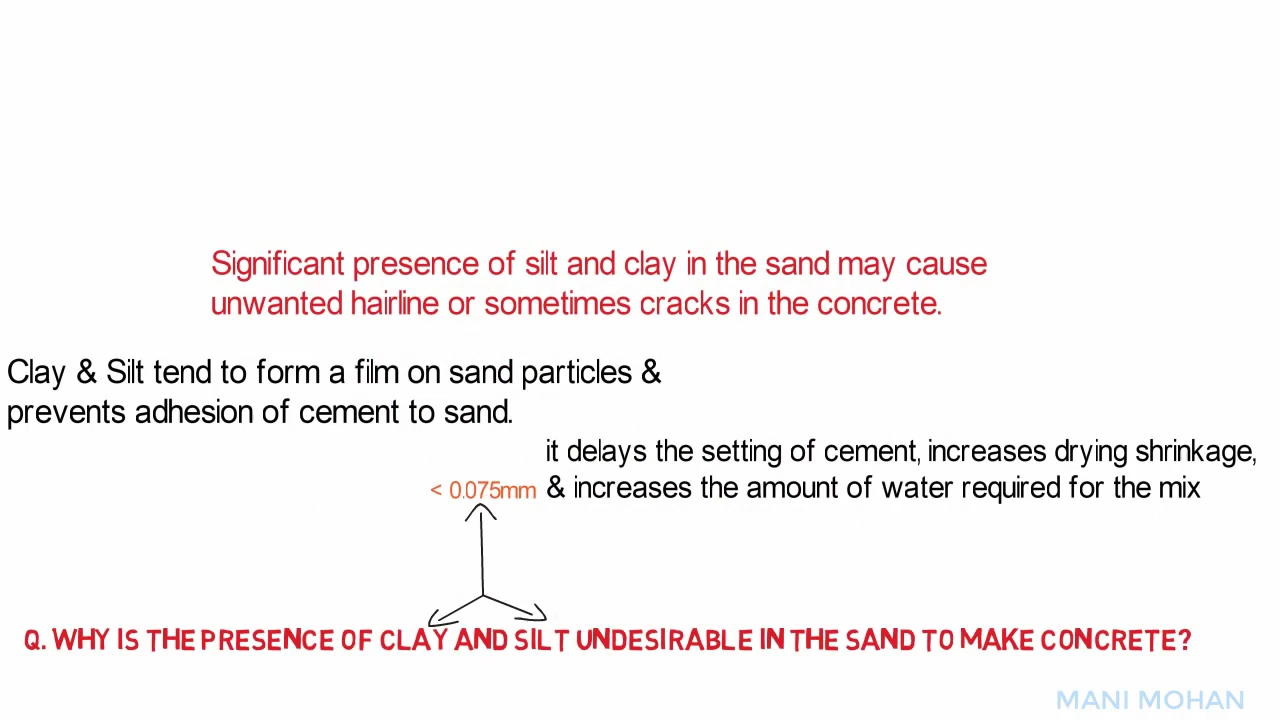 Significant presence of silt and clay in the sand may cause
unwanted hairline or sometimes cracks in the concrete.
Clay & Silt tend to form a film on sand particles &
prevents adhesion of cement to sand.
it delays the setting of cement, increases drying shrinkage,
< 0.075mm
& increases the amount of water required for the mix
Q. WHY IS THE PRESENCE OF CLAY AND SILT UNDESIRABLE IN THE SAND TO MAKE CONCRETE?
MANI MOHAN